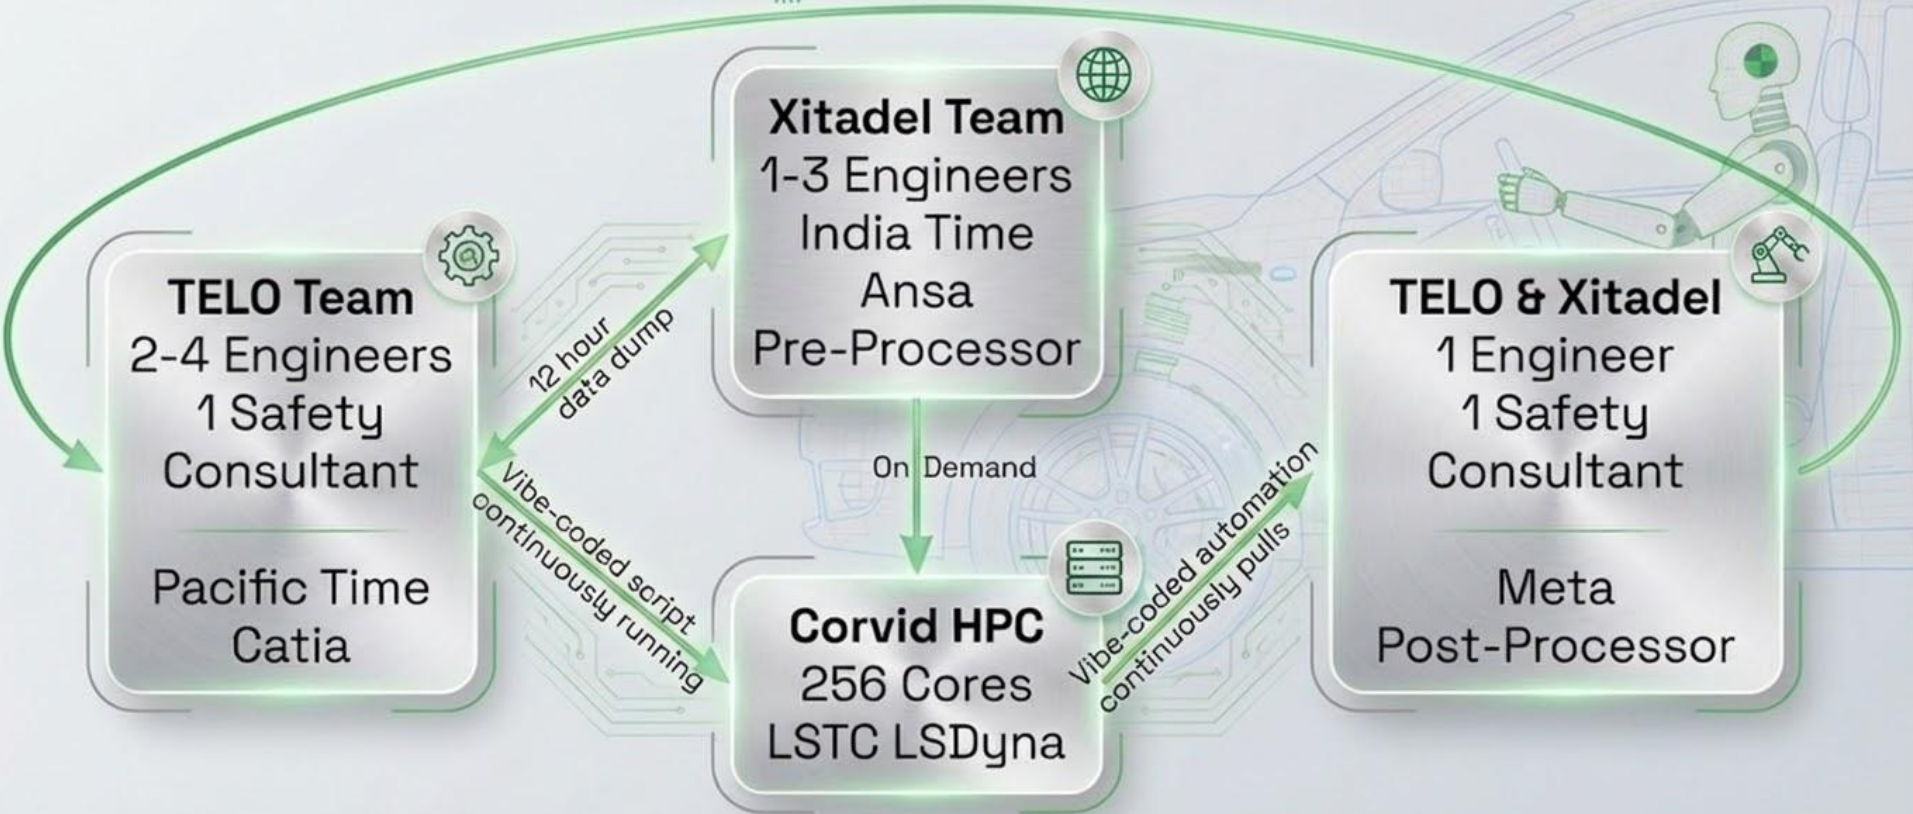 TELO Team
2-4 Engineers
1 Safety
Consultant
Pacific Time
Catia
12 hour
data dump
Vibe-coded script
continuously running
Xitadel Team
1-3 Engineers
India Time
Ansa
Pre-Processor
On Demand
Corvid HPC
256 Cores
LSTC LSDyna
Vibe-coded automation
continuously pulls
TELO & Xitadel
1 Engineer
1 Safety
Consultant
Meta
Post-Processor